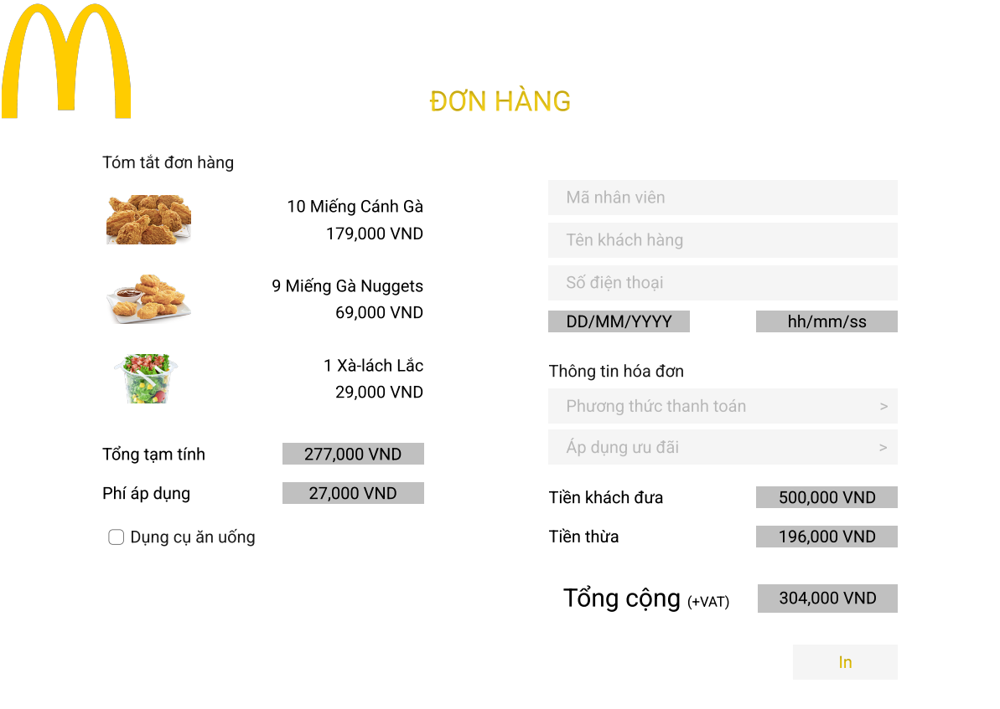 ĐƠN HÀNG
Tóm tắt đơn hàng
10 Miếng Cánh Gà
179,000 VND
9 Miếng Gà Nuggets
69,000 VND
1 Xà-lách Lắc
29,000 VND
Tổng tạm tính 277,000 VND
Phí áp dụng 27,000 VND
Dụng cụ ăn uống
Mã nhân viên
Tên khách hàng
Số điện thoại
DD/MM/YYYY hh/mm/ss
Thông tin hóa đơn
Phương thức thanh toán >
Áp dụng ưu đãi >
Tiền khách đưa 500,000 VND
Tiền thừa 196,000 VND
Tổng cộng (+VAT) 304,000 VND
In